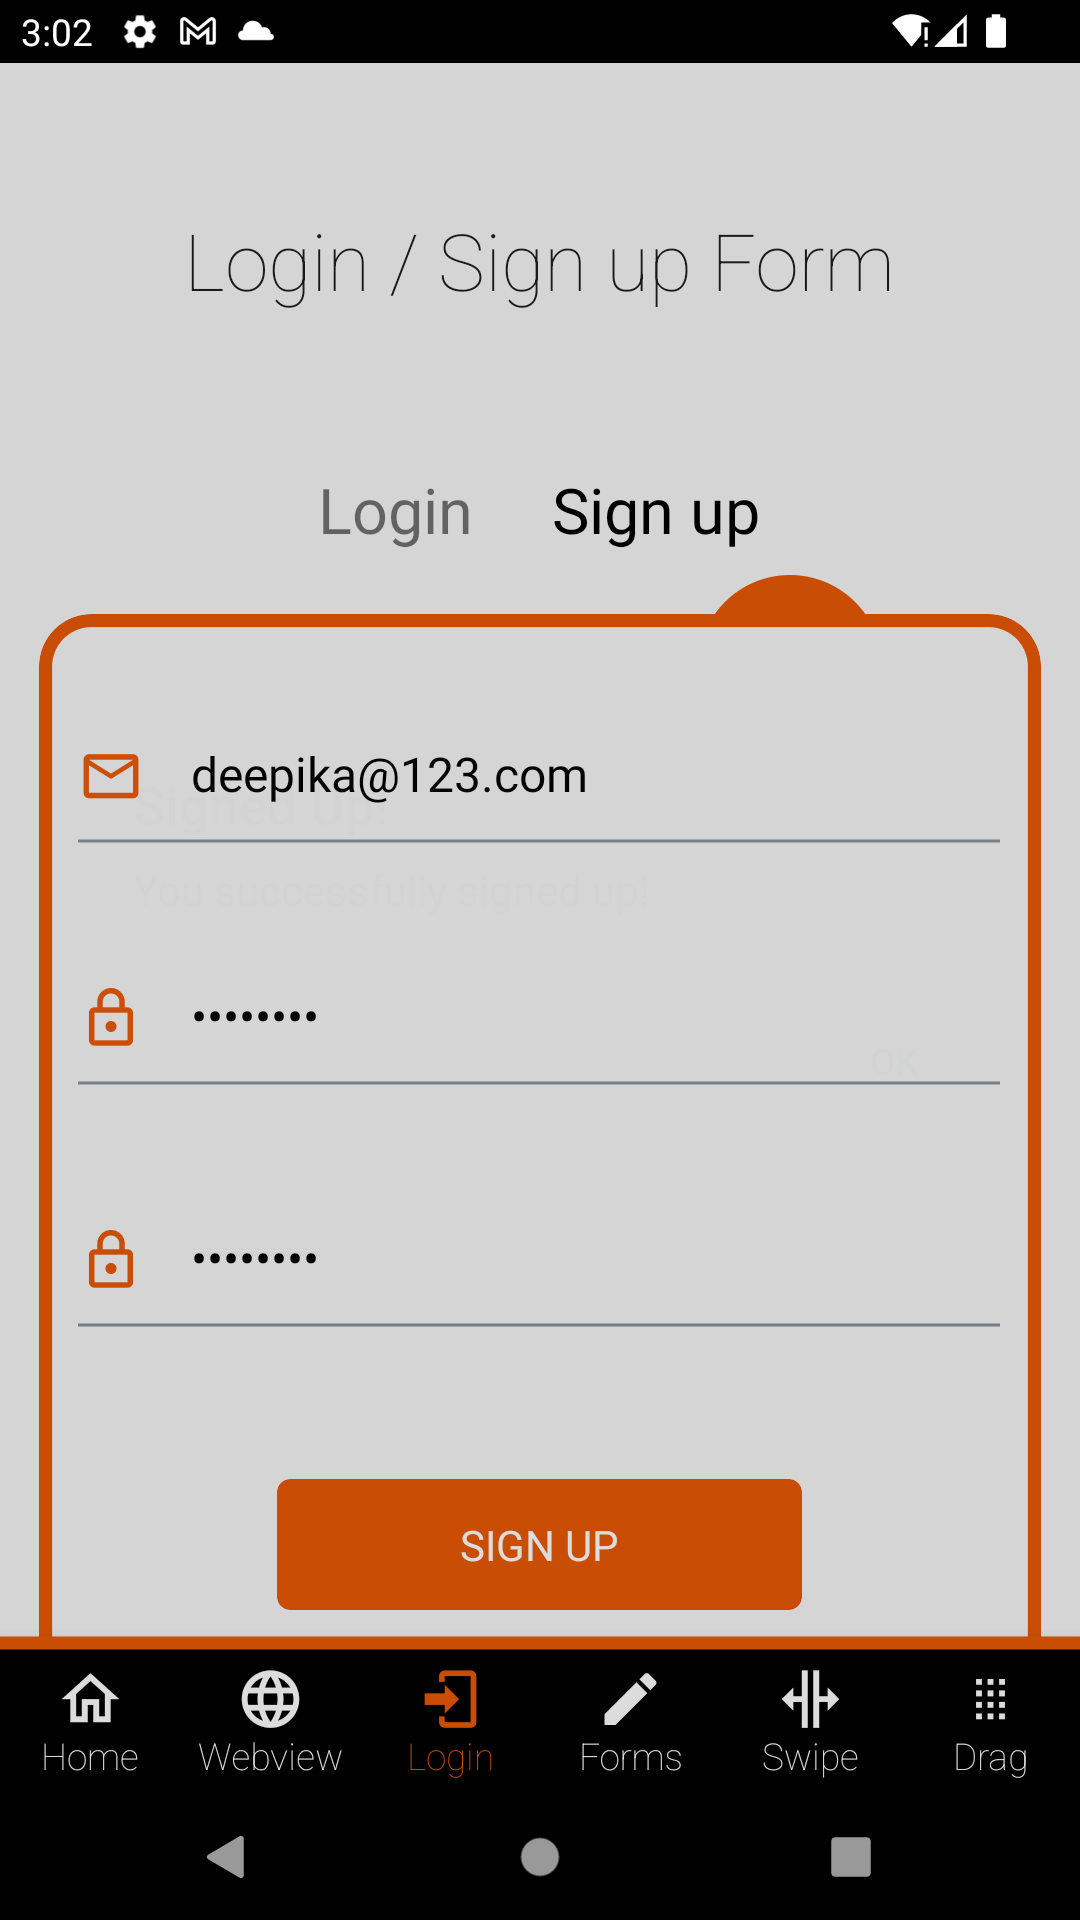 3:02
Login / Sign up Form
Login Sign up
deepika@123.com
Signed Up!
You successfully signed up!
••••••••
OK
••••••••
SIGN UP
Home Webview Login Forms Swipe Drag